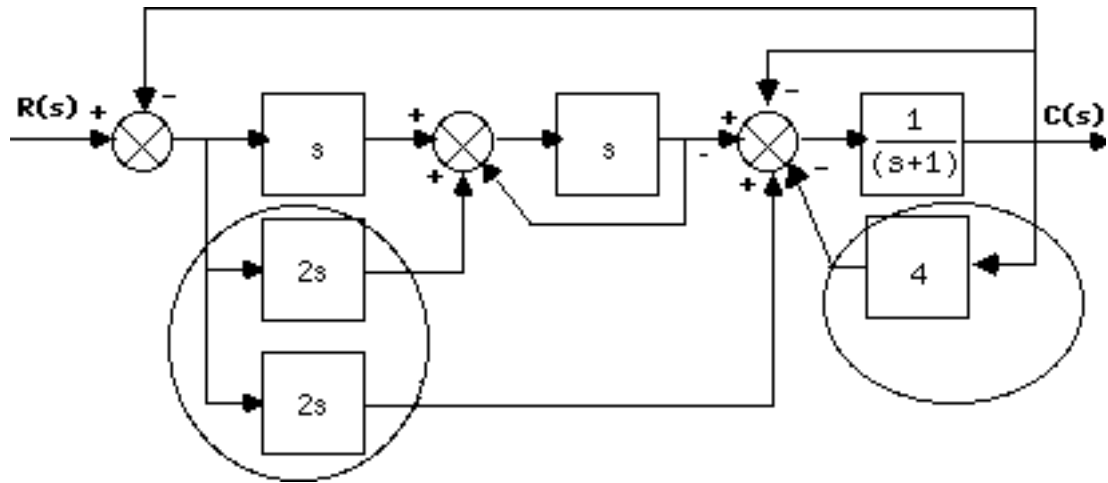 R(s)
+
-
s
+
+
s
-
+
-
-
+
1
(s+1)
C(s)
2s
4
2s